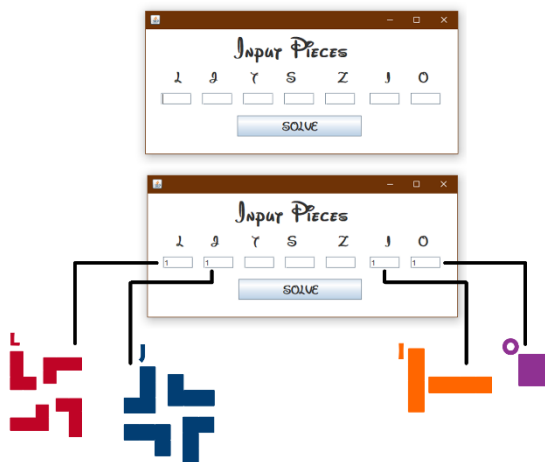 Input Pieces
L J T S Z I O
SOLVE
Input Pieces
L J T S Z I O
1 1 1 1
SOLVE
L J I O